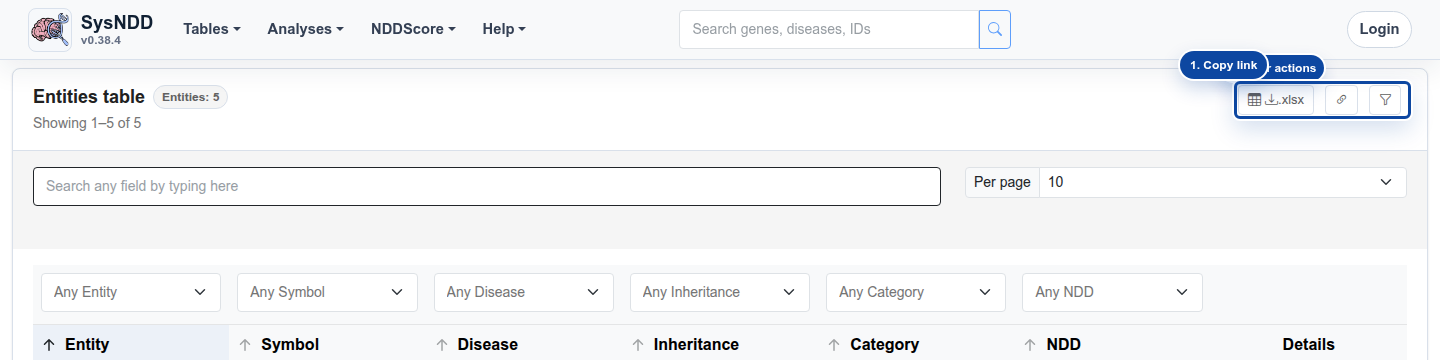 SysNDD
v0.38.4
Tables
Analyses
NDDScore
Help
Search genes, diseases, IDs
Login
1. Copy link
actions
Entities table
Entities: 5
.xlsx
Showing 1–5 of 5
Search any field by typing here
Per page
10
Any Entity
Any Symbol
Any Disease
Any Inheritance
Any Category
Any NDD
Entity
Symbol
Disease
Inheritance
Category
NDD
Details